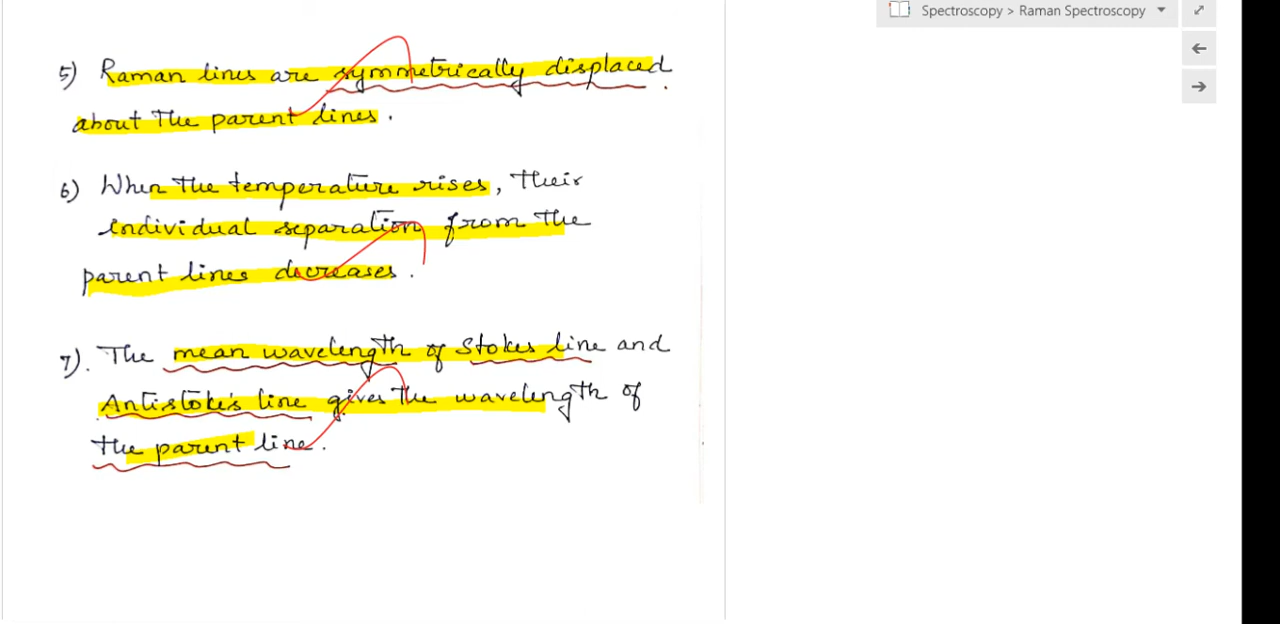 Spectroscopy > Raman Spectroscopy
5) Raman lines are symmetrically displaced
about the parent lines.
6) When the temperature rises, their
individual separation from the
parent lines decreases.
7). The mean wavelength of Stokes line and
Antistoke's line gives the wavelength of
the parent line.